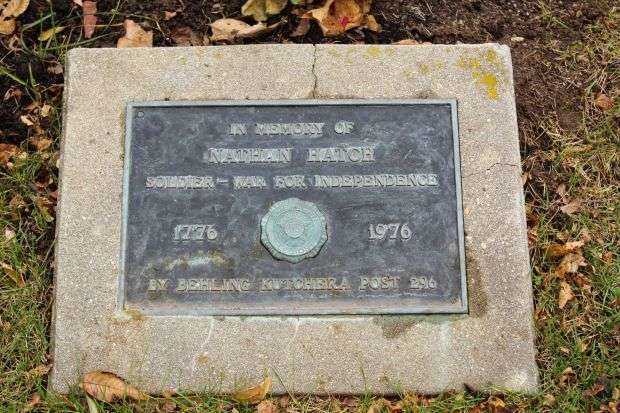 IN MEMORY OF
NATHAN HATCH
SOLDIER - WAR FOR INDEPENDENCE
1776 1976
BY BEHLING KUTCHERA POST 296